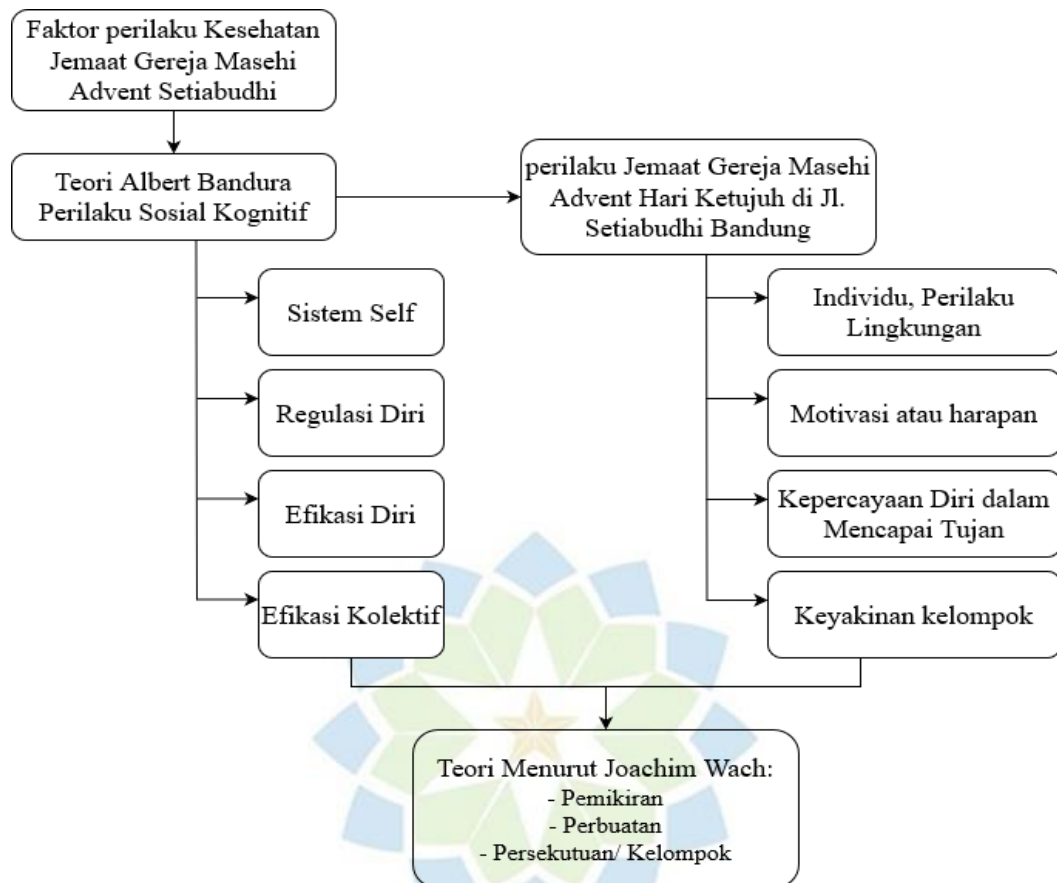 Faktor perilaku Kesehatan
Jemaat Gereja Masehi
Advent Setiabudhi
Teori Albert Bandura
Perilaku Sosial Kognitif
perilaku Jemaat Gereja Masehi
Advent Hari Ketujuh di Jl.
Setiabudhi Bandung
Sistem Self
Regulasi Diri
Efikasi Diri
Efikasi Kolektif
Individu, Perilaku
Lingkungan
Motivasi atau harapan
Kepercayaan Diri dalam
Mencapai Tujan
Keyakinan kelompok
Teori Menurut Joachim Wach:
- Pemikiran
- Perbuatan
- Persekutuan/ Kelompok